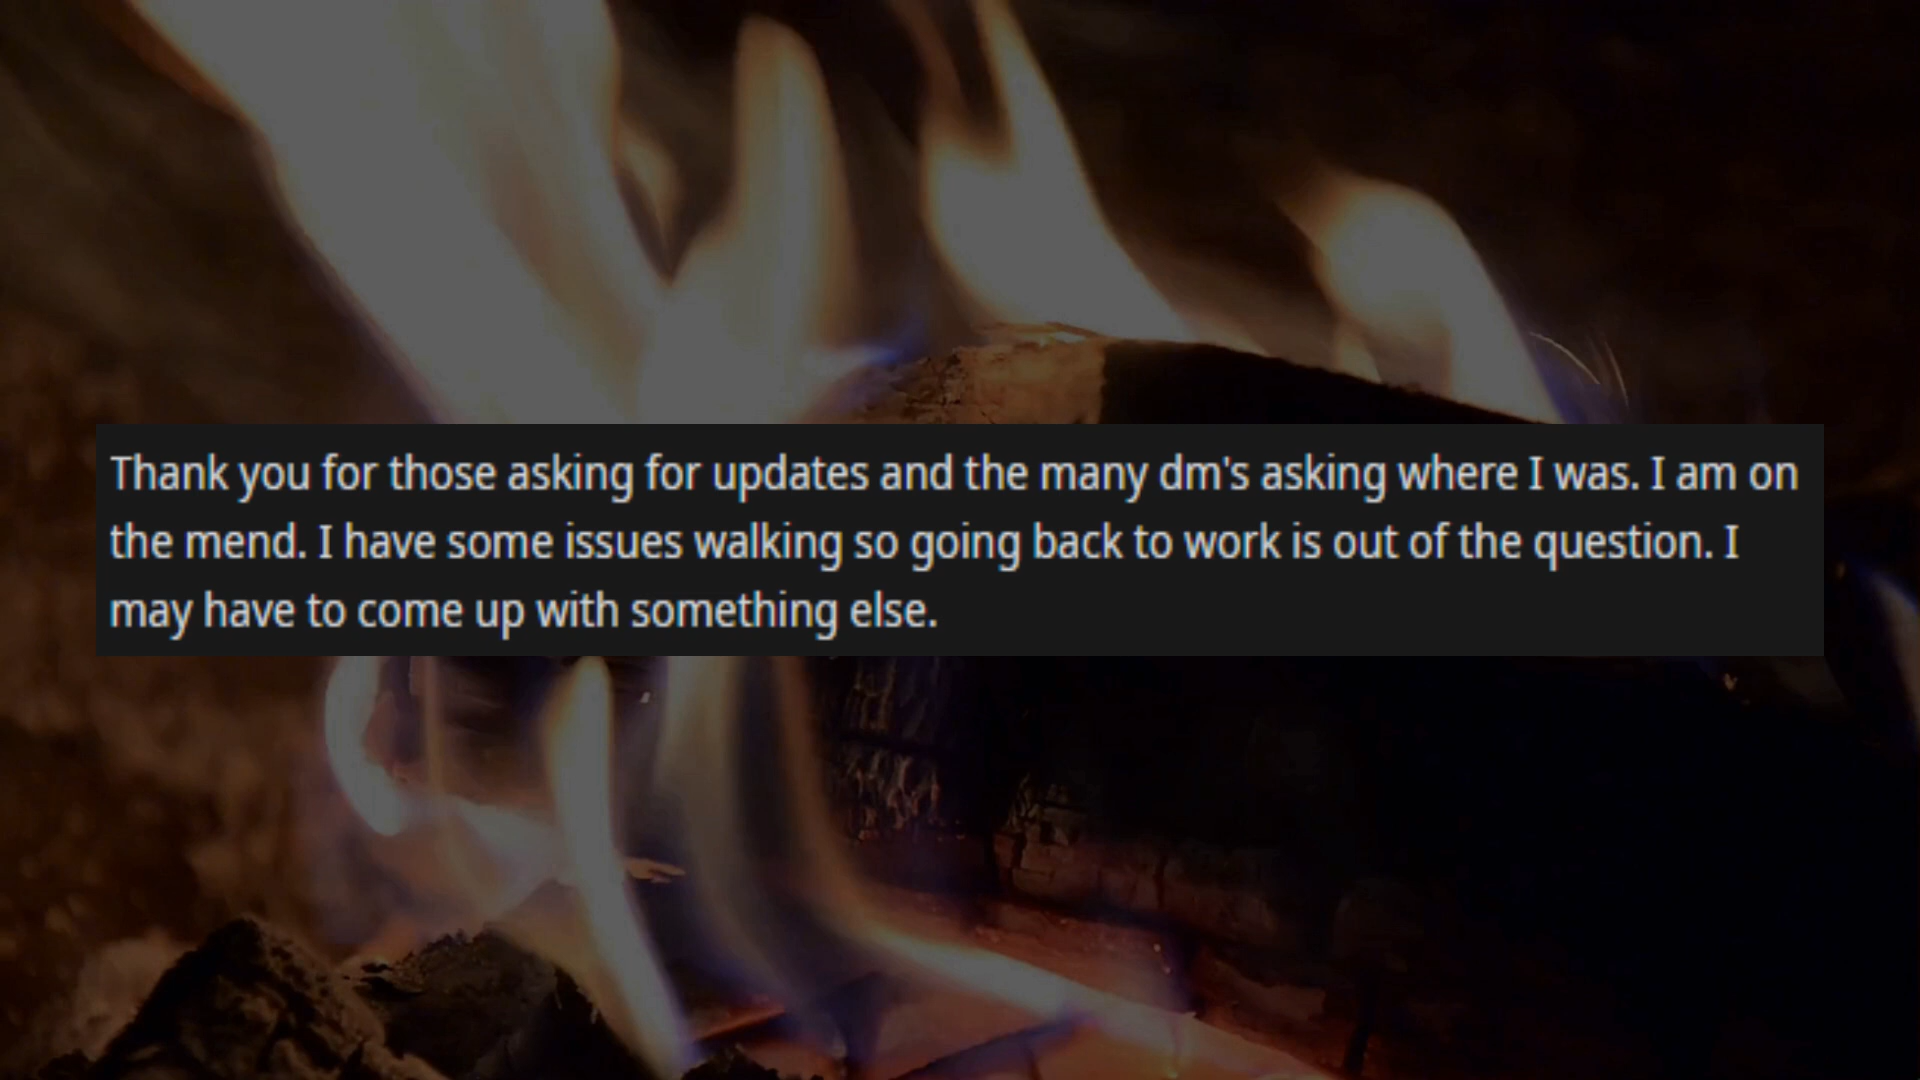 Thank you for those asking for updates and the many dm's asking where I was. I am on
the mend. I have some issues walking so going back to work is out of the question. I
may have to come up with something else.